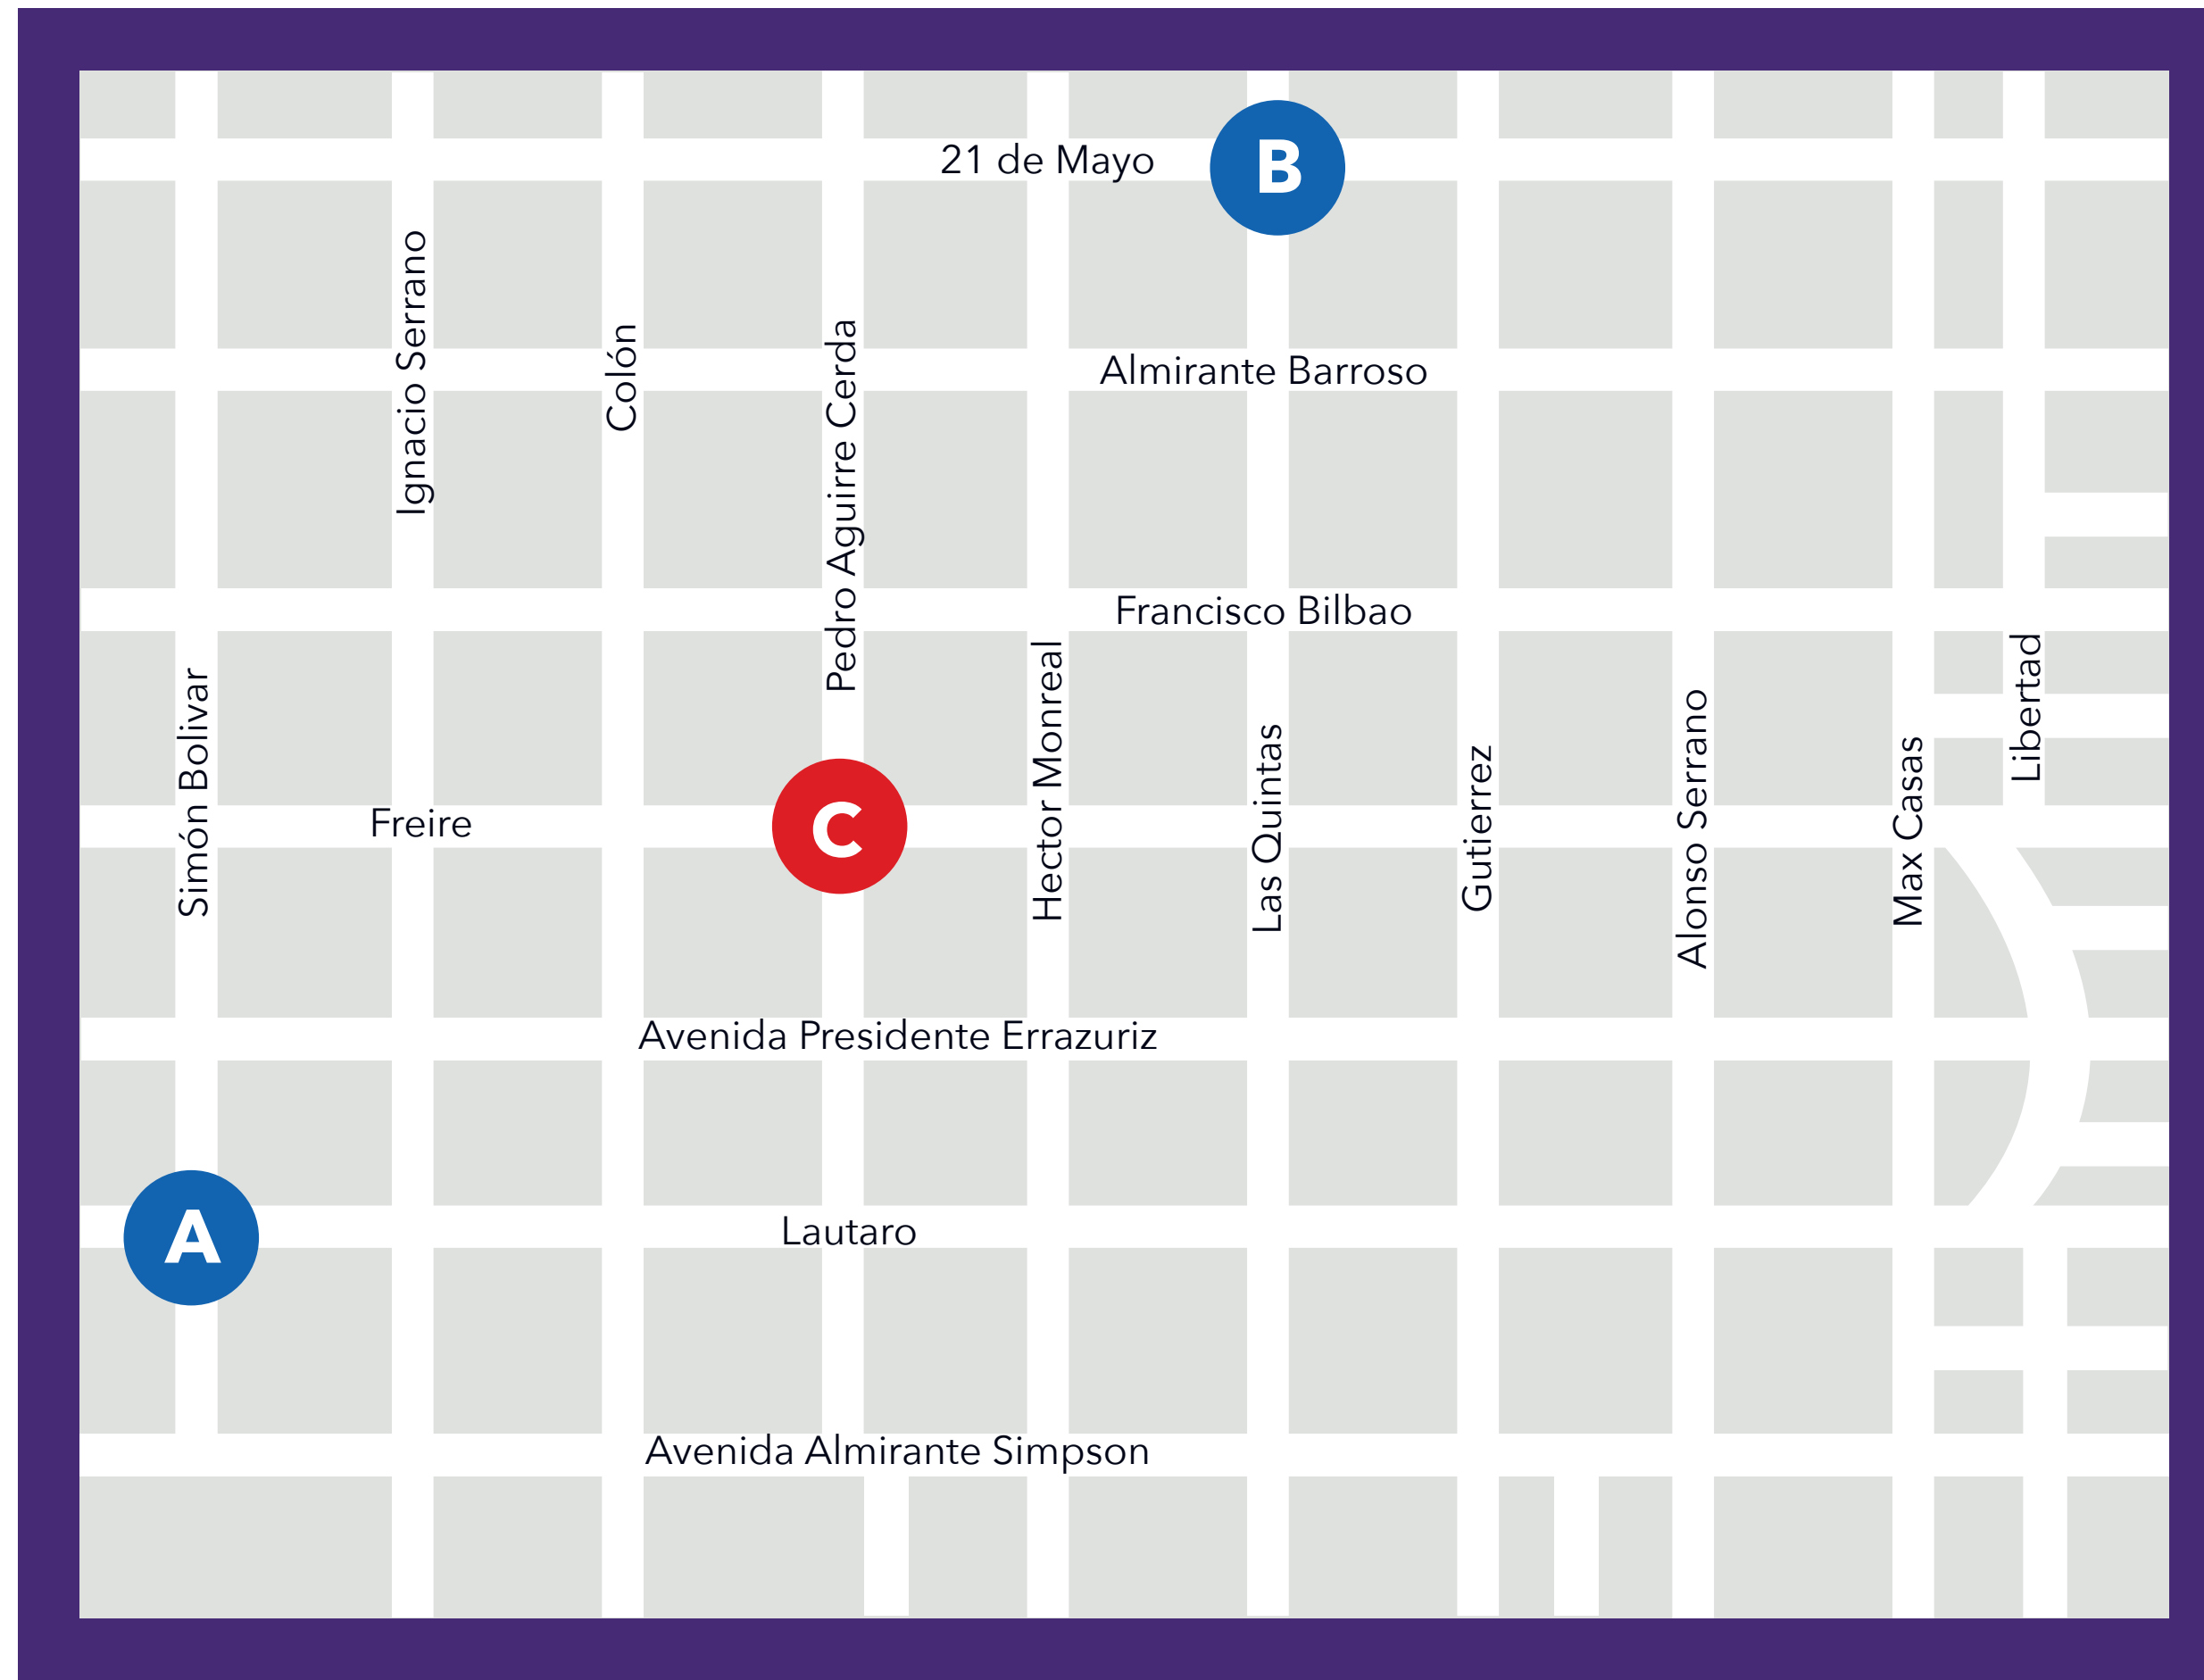 21 de Mayo
B
Ignacio Serrano
Colón
Pedro Aguirre Cerda
Almirante Barroso
Francisco Bilbao
Simón Bolivar
Freire
C
Hector Monreal
Las Quintas
Gutierrez
Alonso Serrano
Max Casas
Libertad
Avenida Presidente Errazuriz
A
Lautaro
Avenida Almirante Simpson